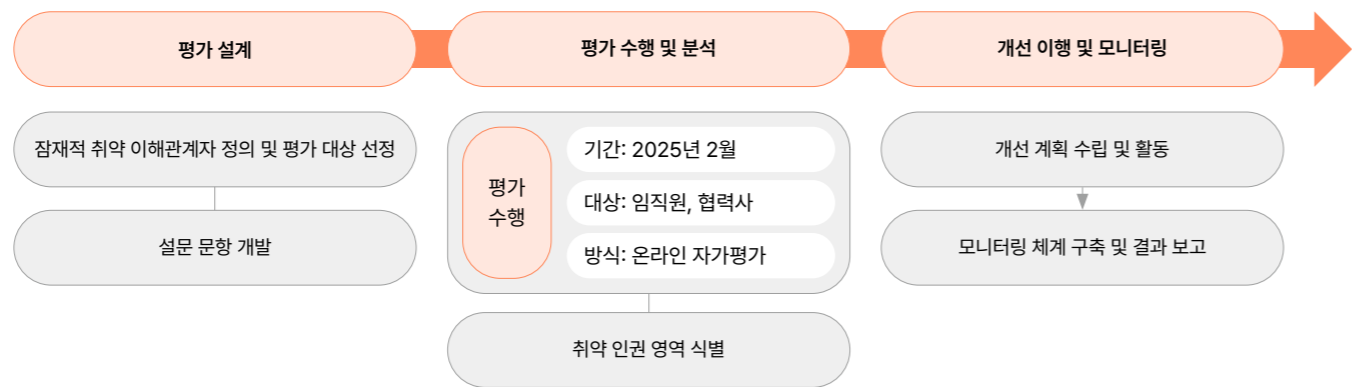 평가 설계
평가 수행 및 분석
개선 이행 및 모니터링
잠재적 취약 이해관계자 정의 및 평가 대상 선정
설문 문항 개발
평가
수행
기간: 2025년 2월
대상: 임직원, 협력사
방식: 온라인 자가평가
취약 인권 영역 식별
개선 계획 수립 및 활동
모니터링 체계 구축 및 결과 보고